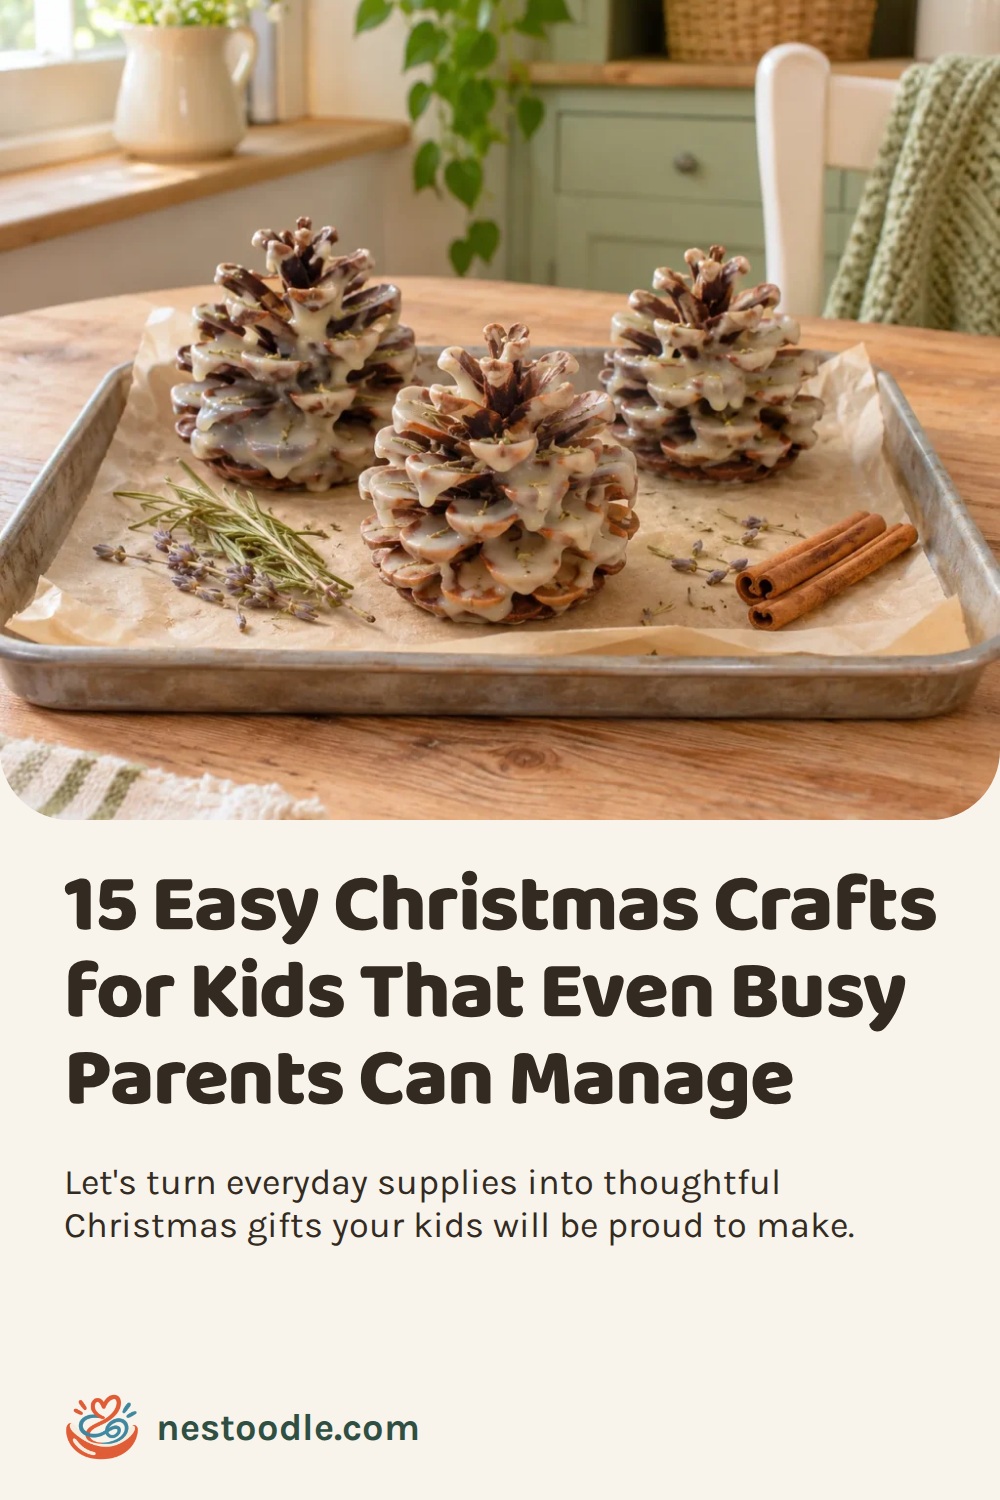 15 Easy Christmas Crafts
for Kids That Even Busy
Parents Can Manage
Let's turn everyday supplies into thoughtful
Christmas gifts your kids will be proud to make.
nestoodle.com